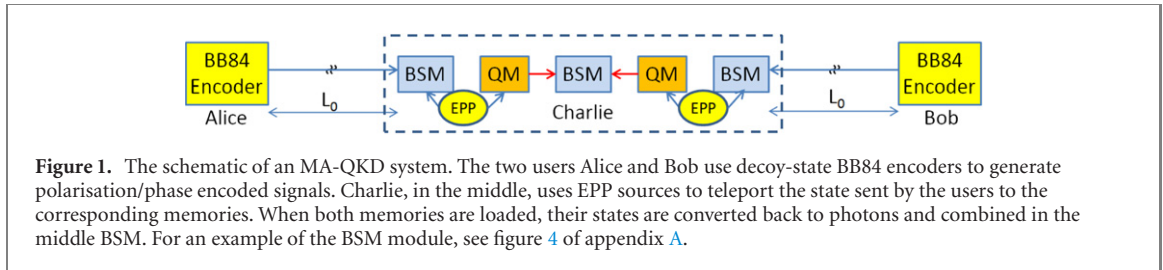 BB84
Encoder
Alice
L₀
BSM
QM
EPP
BSM
Charlie
QM
EPP
BSM
L₀
BB84
Encoder
Bob
Figure 1. The schematic of an MA-QKD system. The two users Alice and Bob use decoy-state BB84 encoders to generate
polarisation/phase encoded signals. Charlie, in the middle, uses EPP sources to teleport the state sent by the users to the
corresponding memories. When both memories are loaded, their states are converted back to photons and combined in the
middle BSM. For an example of the BSM module, see figure 4 of appendix A.